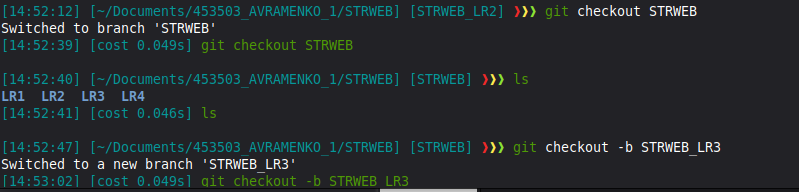 [14:52:12] [~/Documents/453503_AVRAMENKO_1/STRWEB] [STRWEB_LR2] ❯❯❯ git checkout STRWEB
Switched to branch 'STRWEB'
[14:52:39] [cost 0.049s] git checkout STRWEB
[14:52:40] [~/Documents/453503_AVRAMENKO_1/STRWEB] [STRWEB] ❯❯❯ ls
LR1 LR2 LR3 LR4
[14:52:41] [cost 0.046s] ls
[14:52:47] [~/Documents/453503_AVRAMENKO_1/STRWEB] [STRWEB] ❯❯❯ git checkout -b STRWEB_LR3
Switched to a new branch 'STRWEB_LR3'
[14:53:02] [cost 0.049s] git checkout -b STRWEB_LR3